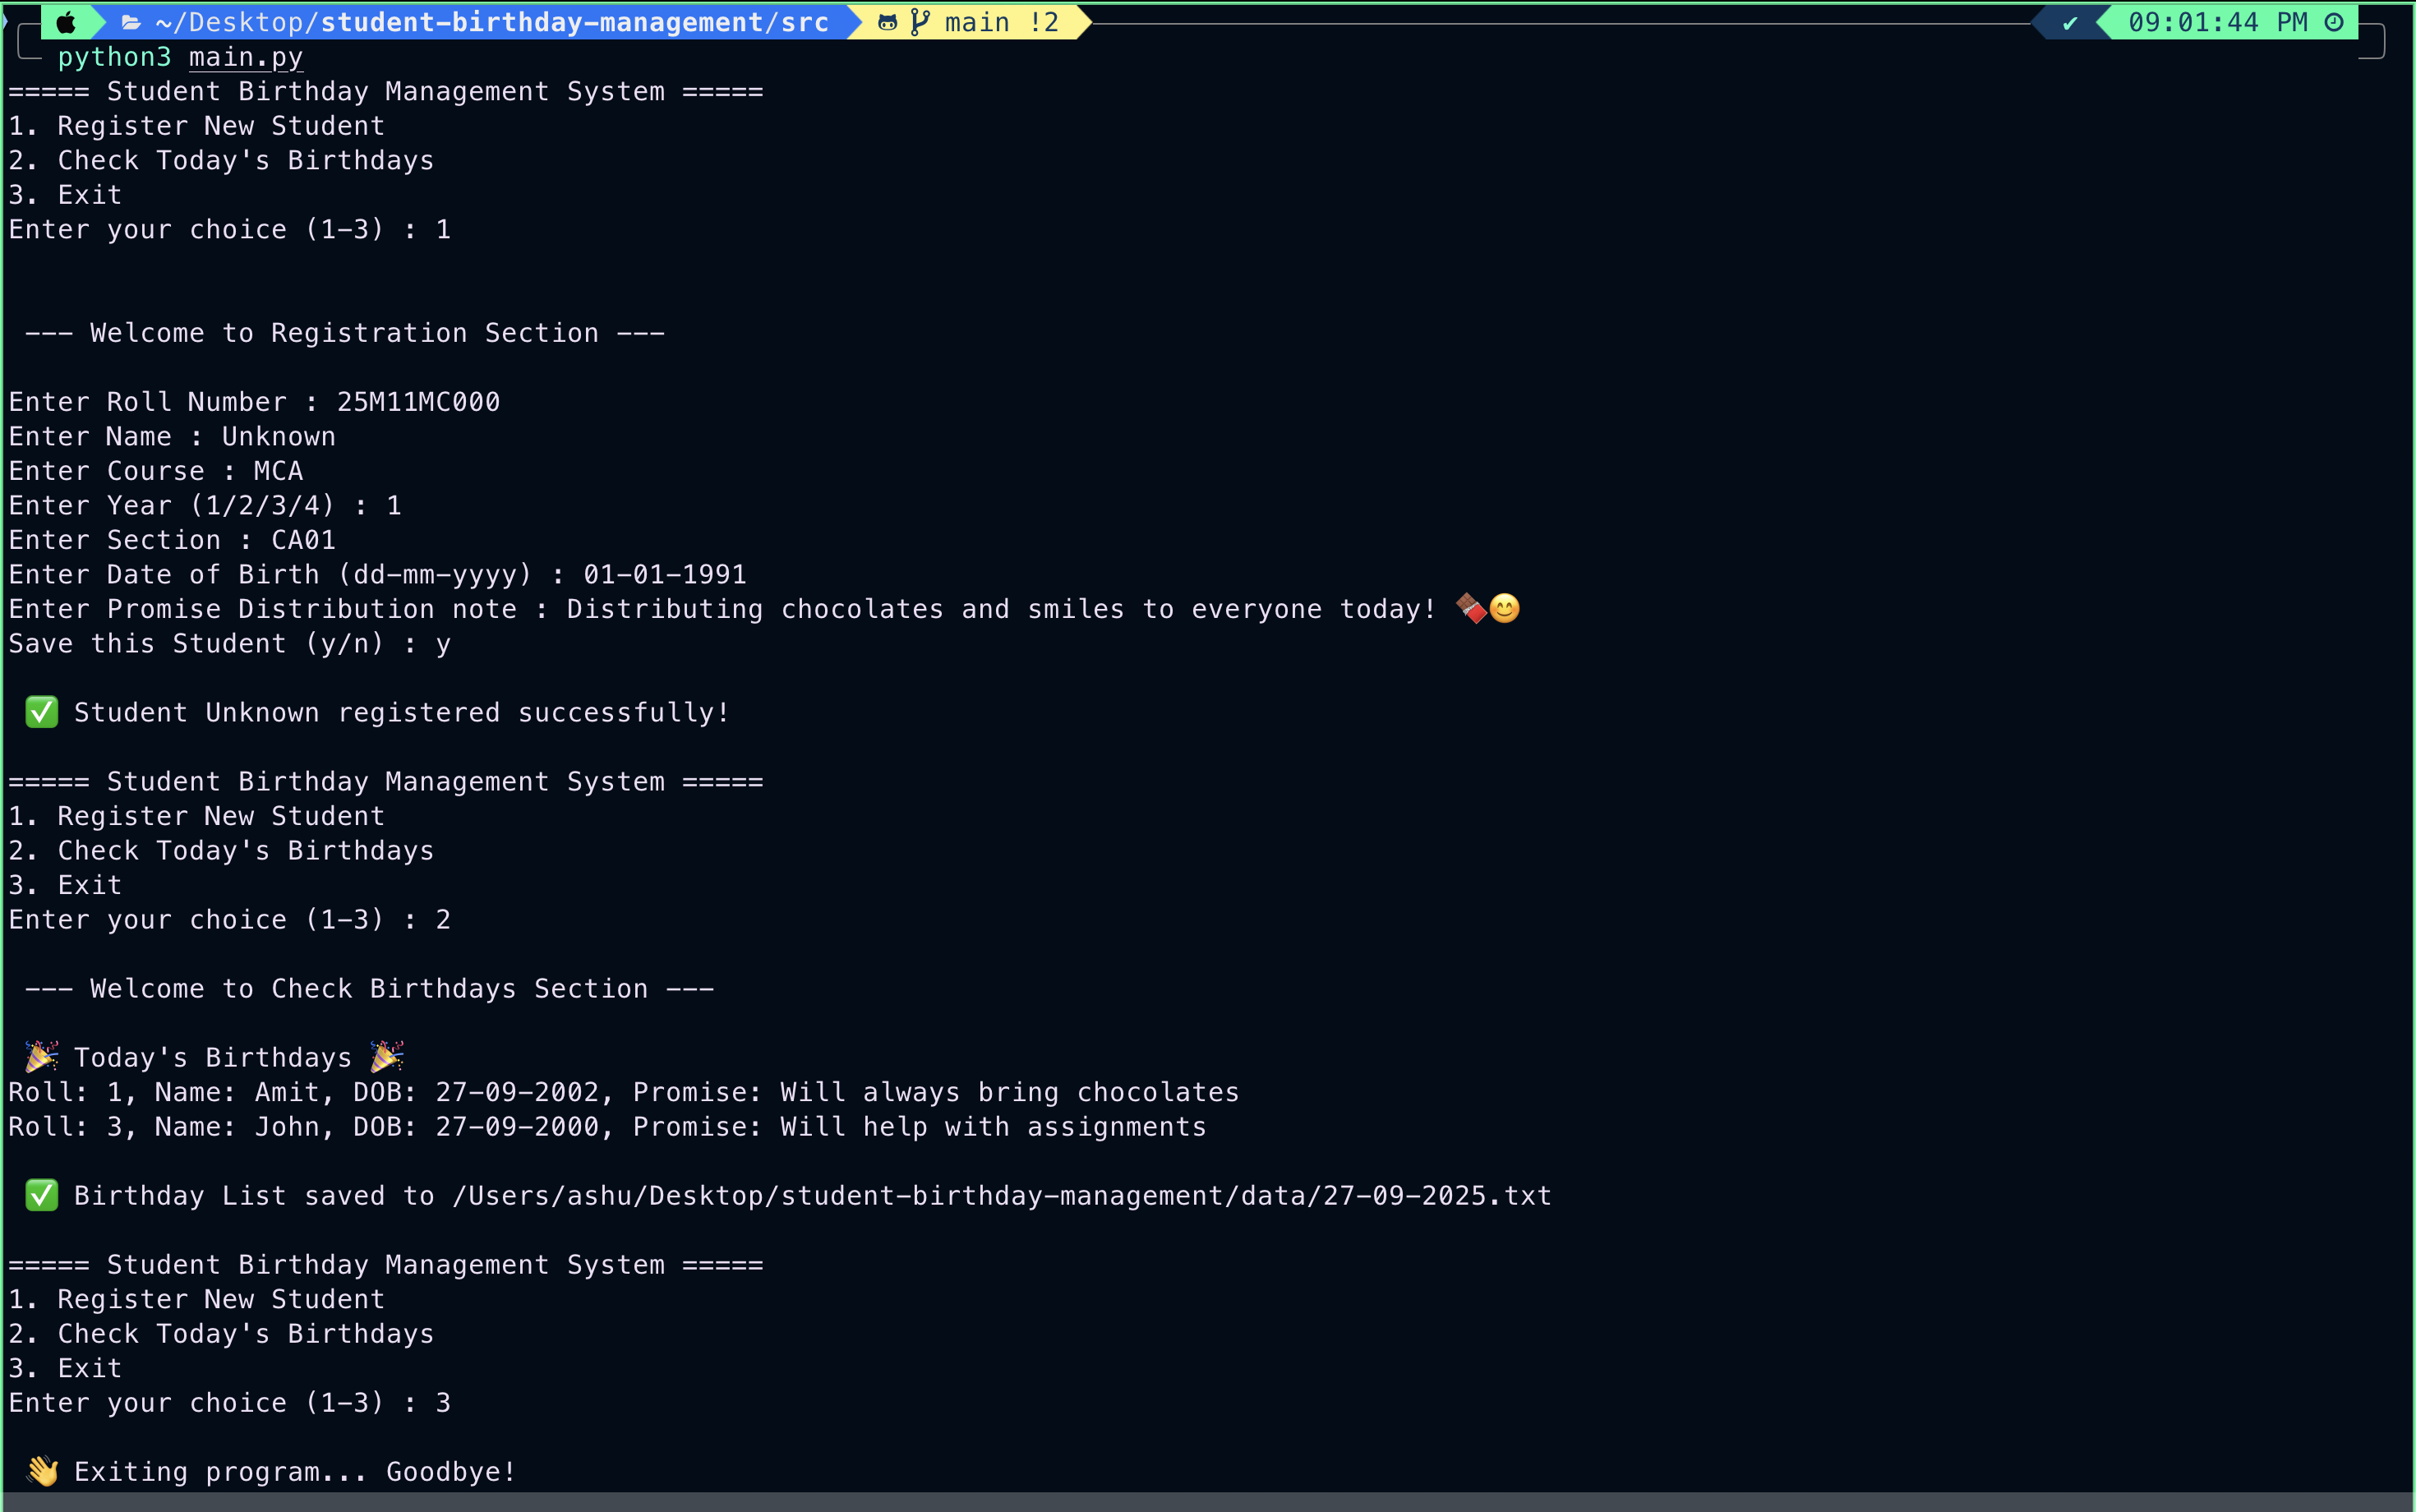 ~/Desktop/student-birthday-management/src main !2 ✔ 09:01:44 PM
python3 main.py
===== Student Birthday Management System =====
1. Register New Student
2. Check Today's Birthdays
3. Exit
Enter your choice (1-3) : 1
--- Welcome to Registration Section ---
Enter Roll Number : 25M11MC000
Enter Name : Unknown
Enter Course : MCA
Enter Year (1/2/3/4) : 1
Enter Section : CA01
Enter Date of Birth (dd-mm-yyyy) : 01-01-1991
Enter Promise Distribution note : Distributing chocolates and smiles to everyone today! 🍫😊
Save this Student (y/n) : y
✅ Student Unknown registered successfully!
===== Student Birthday Management System =====
1. Register New Student
2. Check Today's Birthdays
3. Exit
Enter your choice (1-3) : 2
--- Welcome to Check Birthdays Section ---
🎉 Today's Birthdays 🎉
Roll: 1, Name: Amit, DOB: 27-09-2002, Promise: Will always bring chocolates
Roll: 3, Name: John, DOB: 27-09-2000, Promise: Will help with assignments
✅ Birthday List saved to /Users/ashu/Desktop/student-birthday-management/data/27-09-2025.txt
===== Student Birthday Management System =====
1. Register New Student
2. Check Today's Birthdays
3. Exit
Enter your choice (1-3) : 3
👋 Exiting program... Goodbye!